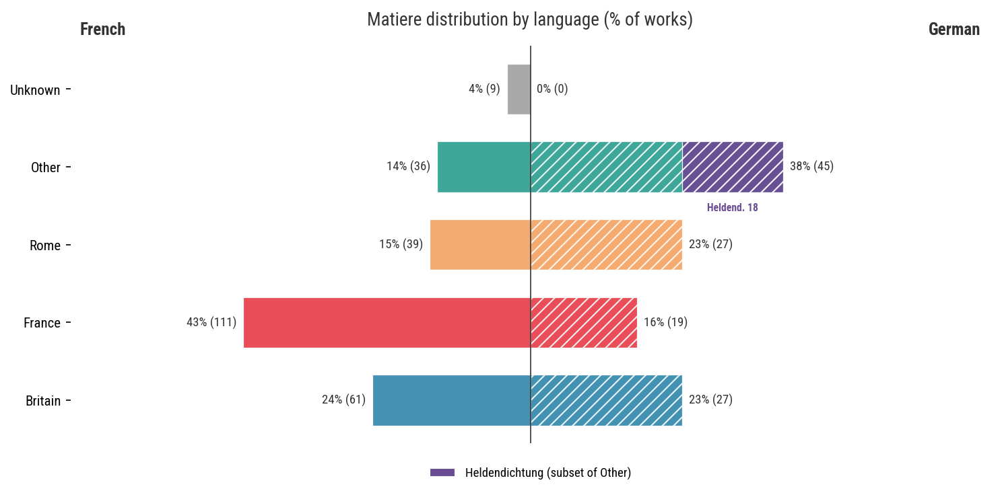 Matiere distribution by language (% of works)
French
German
Unknown
4% (9)
0% (0)
Other
14% (36)
38% (45)
Heldend. 18
Rome
15% (39)
23% (27)
France
43% (111)
16% (19)
Britain
24% (61)
23% (27)
Heldendichtung (subset of Other)